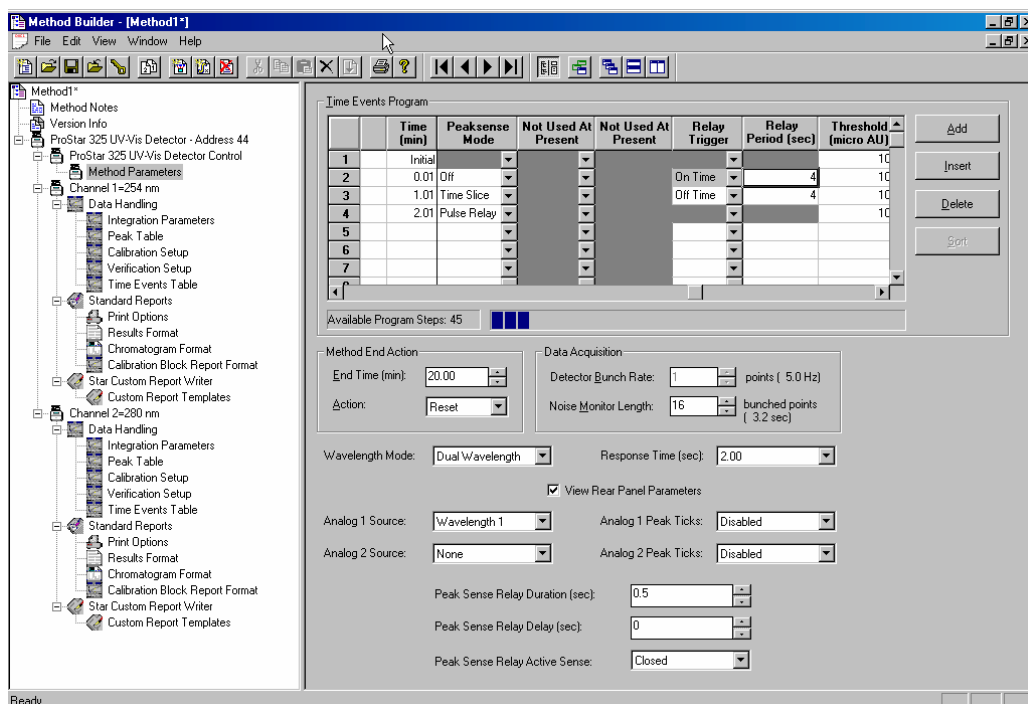 Method Builder - [Method1*]
File Edit View Window Help
Method1*
Method Notes
Version Info
ProStar 325 UV-Vis Detector - Address 44
ProStar 325 UV-Vis Detector Control
Method Parameters
Channel 1=254 nm
Data Handling
Integration Parameters
Peak Table
Calibration Setup
Verification Setup
Time Events Table
Standard Reports
Print Options
Results Format
Chromatogram Format
Calibration Block Report Format
Star Custom Report Writer
Custom Report Templates
Channel 2=280 nm
Data Handling
Integration Parameters
Peak Table
Calibration Setup
Verification Setup
Time Events Table
Standard Reports
Print Options
Results Format
Chromatogram Format
Calibration Block Report Format
Star Custom Report Writer
Custom Report Templates
Time Events Program
Time (min) Peaksense Mode Not Used At Present Not Used At Present Relay Trigger Relay Period (sec) Threshold (micro AU)
1 Initial 10
2 0.01 Off On Time 4 10
3 1.01 Time Slice Off Time 4 10
4 2.01 Pulse Relay 10
5
6
7
Add
Insert
Delete
Sort
Available Program Steps: 45
Method End Action
End Time (min): 20.00
Action: Reset
Data Acquisition
Detector Bunch Rate: 1 points ( 5.0 Hz)
Noise Monitor Length: 16 bunched points
( 3.2 sec)
Wavelength Mode: Dual Wavelength Response Time (sec): 2.00
View Rear Panel Parameters
Analog 1 Source: Wavelength 1 Analog 1 Peak Ticks: Disabled
Analog 2 Source: None Analog 2 Peak Ticks: Disabled
Peak Sense Relay Duration (sec): 0.5
Peak Sense Relay Delay (sec): 0
Peak Sense Relay Active Sense: Closed
Ready